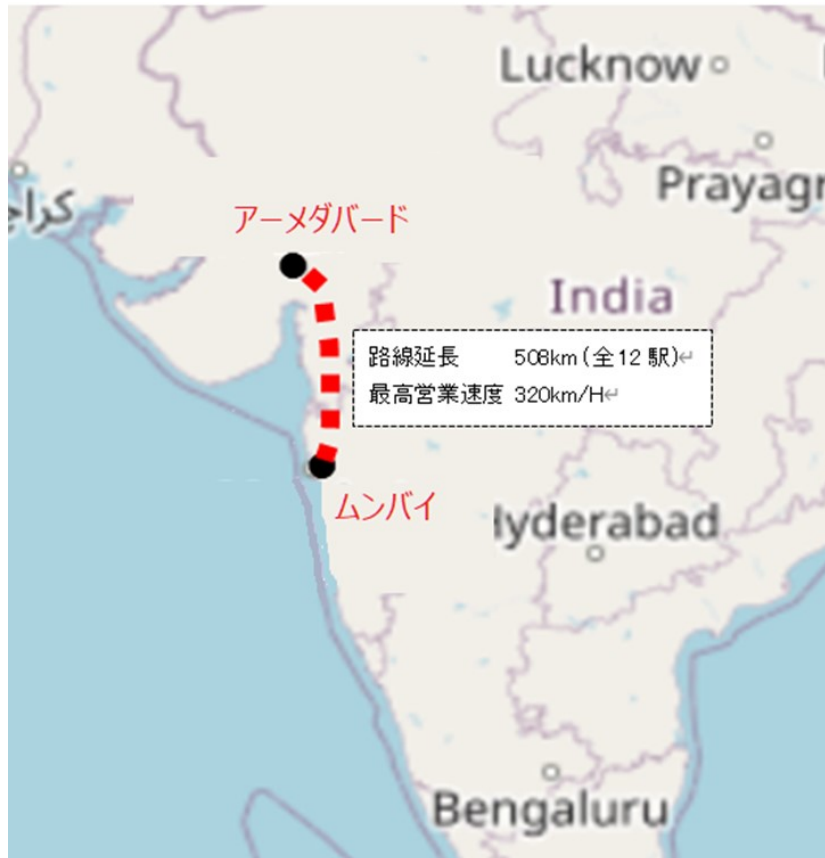 Lucknow
Prayagr
کراچ
アーメダバード
India
路線延長 508km（全12 駅）↵
最高営業速度 320km/H↵
ムンバイ
lyderabad
Bengaluru